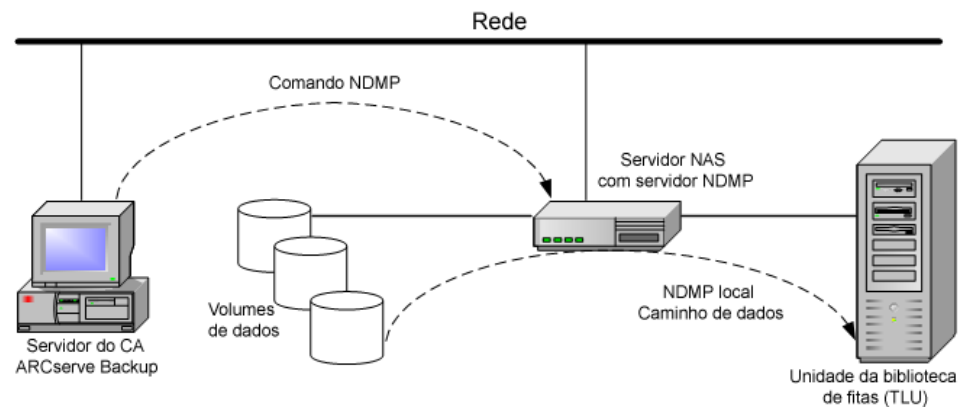 Rede
Comando NDMP
Servidor NAS
com servidor NDMP
Volumes
de dados
NDMP local
Caminho de dados
Servidor do CA
ARCserve Backup
Unidade da biblioteca
de fitas (TLU)